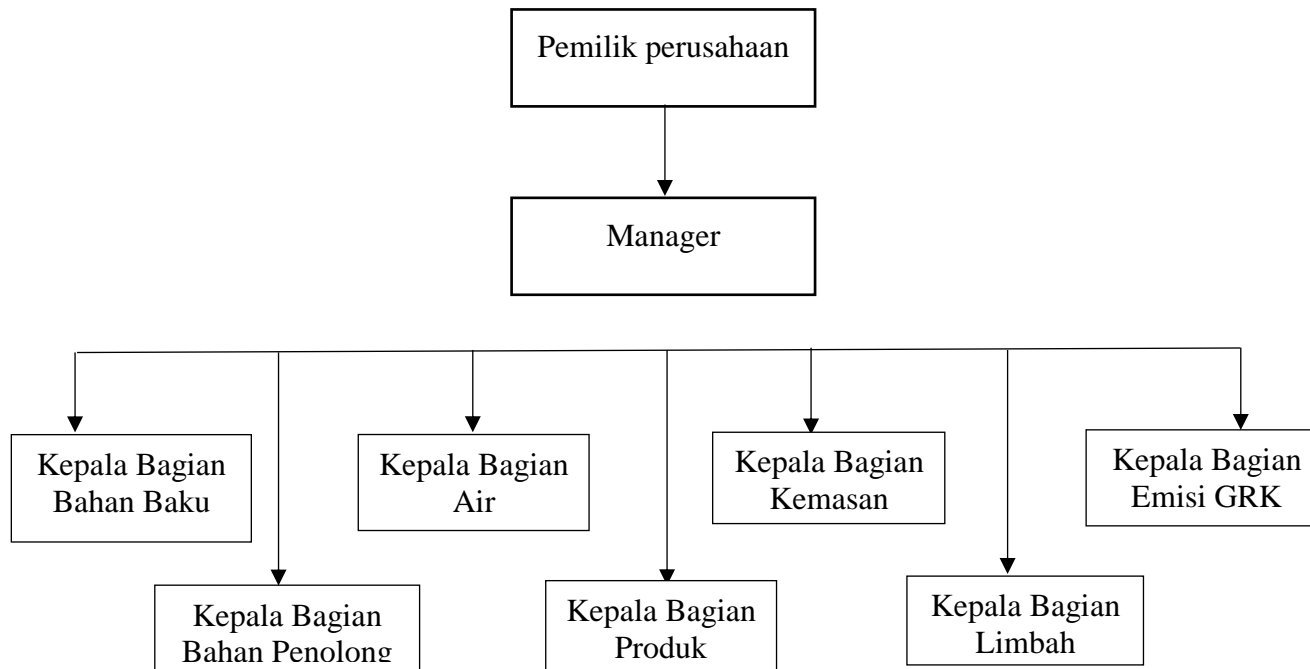 Pemilik perusahaan
Manager
Kepala Bagian
Bahan Baku
Kepala Bagian
Air
Kepala Bagian
Kemasan
Kepala Bagian
Emisi GRK
Kepala Bagian
Bahan Penolong
Kepala Bagian
Produk
Kepala Bagian
Limbah